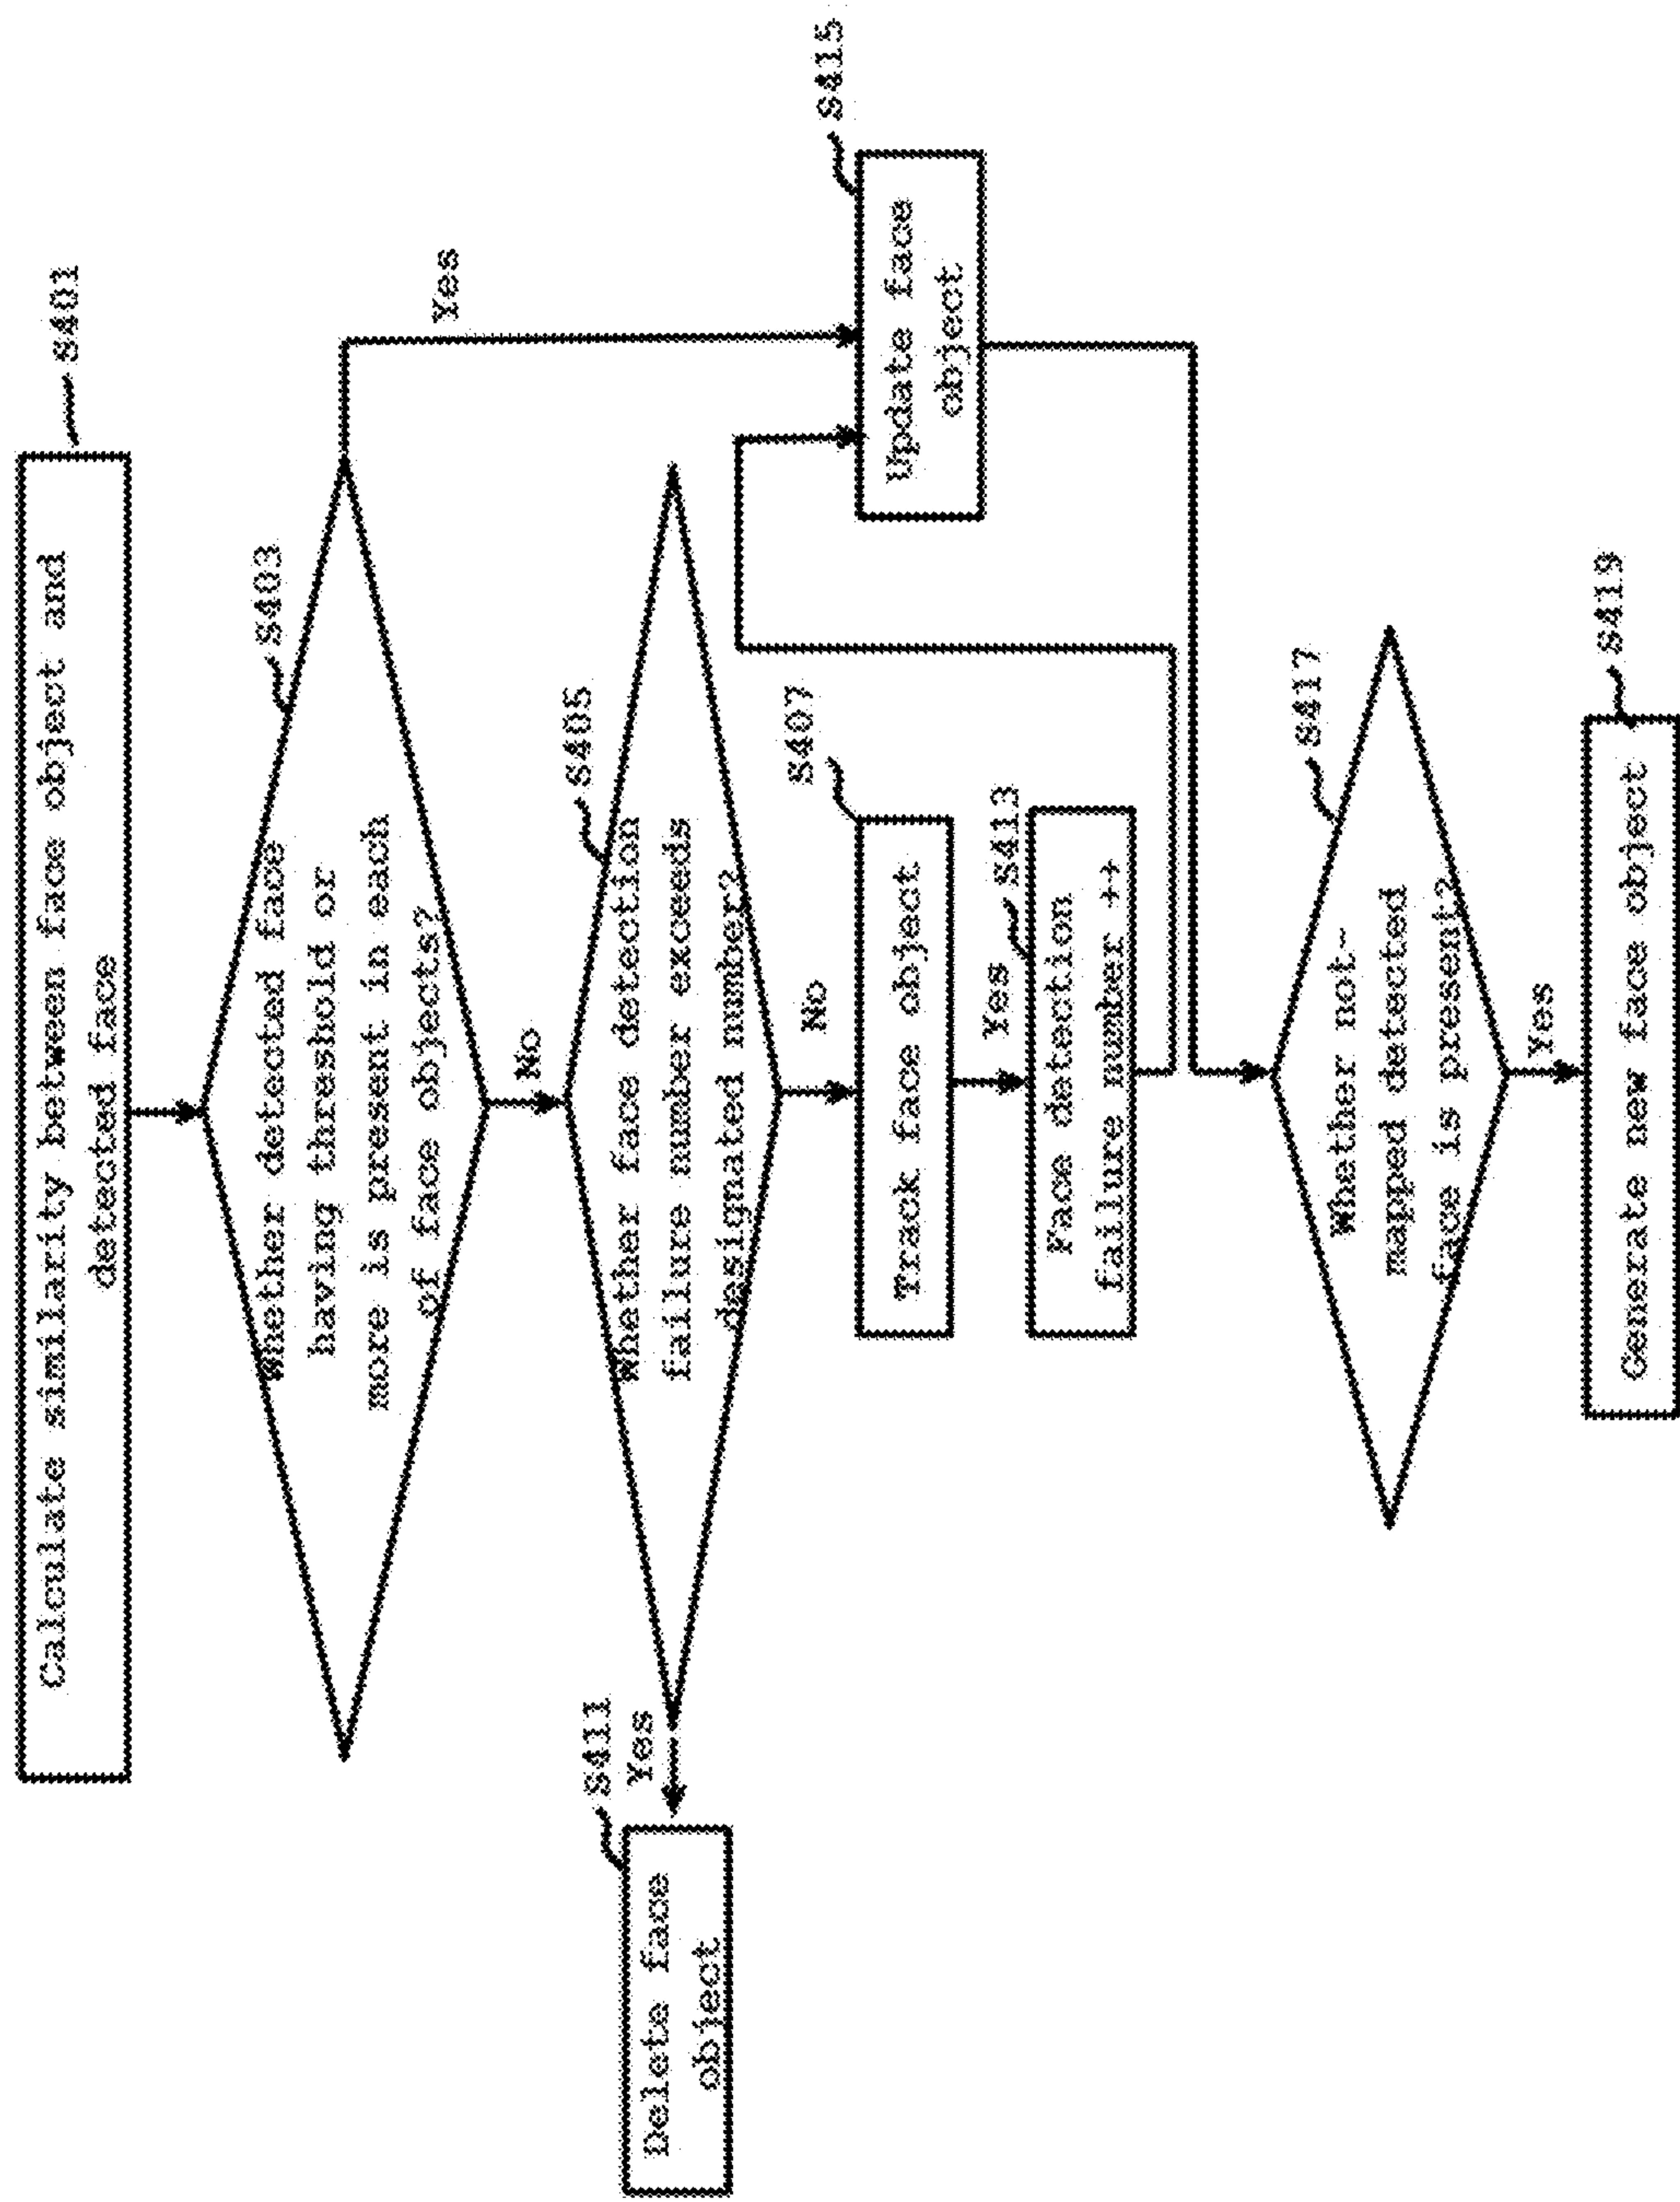 Calculate similarity between face object and
detected face
S401
Whether detected face
having threshold or
more is present in each
of face objects?
S403
Yes
No
Whether face detection
failure number exceeds
designated number?
S405
Yes
S411
Delete face
object
No
Track face object
S407
Yes
Face detection
failure number ++
S413
Update face
object
S415
Whether not-
mapped detected
face is present?
S417
Yes
Generate new face object
S419